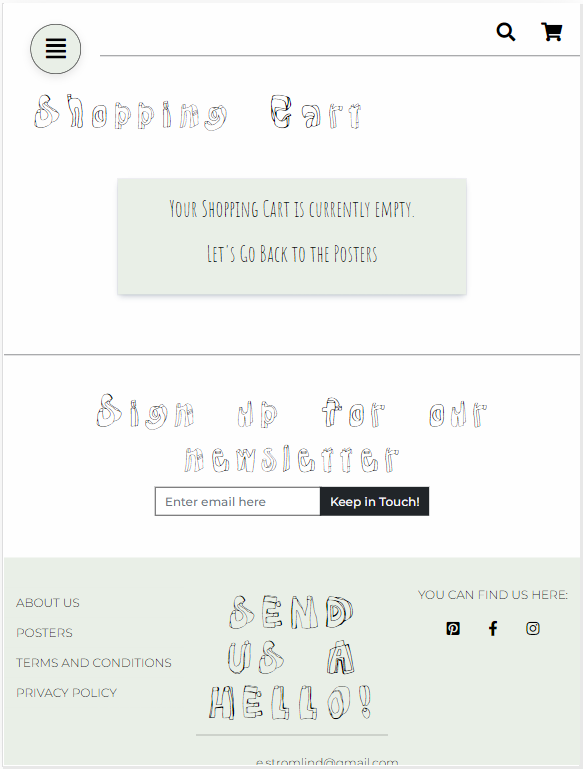 Shopping Cart
Your Shopping Cart is currently empty.
Let's Go Back to the Posters
Sign up for our
newsletter
Enter email here
Keep in Touch!
ABOUT US
POSTERS
TERMS AND CONDITIONS
PRIVACY POLICY
SEND
US A
HELLO!
e.stromlind@gmail.com
YOU CAN FIND US HERE: